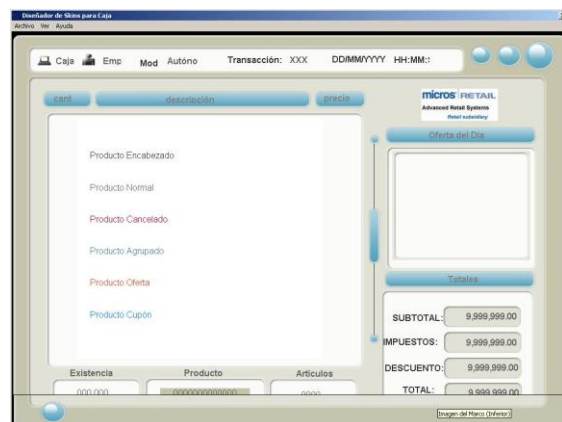 Diseñador de Skins para Caja
Archivo Ver Ayuda
Caja Emp Mod Autóno Transacción: XXX DD/MM/YYYY HH:MM::
cant descripción precio
micros RETAIL
Advanced Retail Systems
Retail subsidiary
Oferta del Día
Producto Encabezado
Producto Normal
Producto Cancelado
Producto Agrupado
Producto Oferta
Producto Cupón
Totales
SUBTOTAL: 9,999,999.00
IMPUESTOS: 9,999,999.00
DESCUENTO: 9,999,999.00
TOTAL: 9,999,999.00
Existencia Producto Articulos
000,000 0000000000000 0000
Imagen del Marco (Inferior)